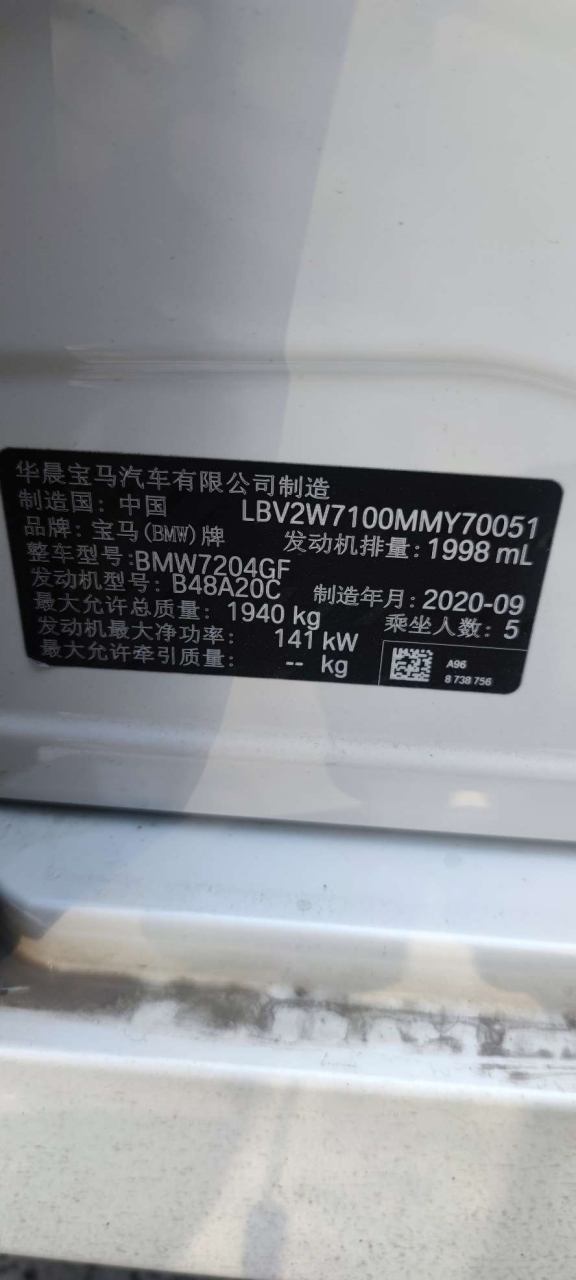 华晨宝马汽车有限公司制造
制造国：中国 LBV2W7100MMY70051
品牌：宝马(BMW)牌 发动机排量：1998 mL
整车型号：BMW7204GF
发动机型号：B48A20C 制造年月：2020-09
最大允许总质量：1940 kg 乘坐人数：5
发动机最大净功率：141 kW
最大允许牵引质量：-- kg
A96
8 738 756